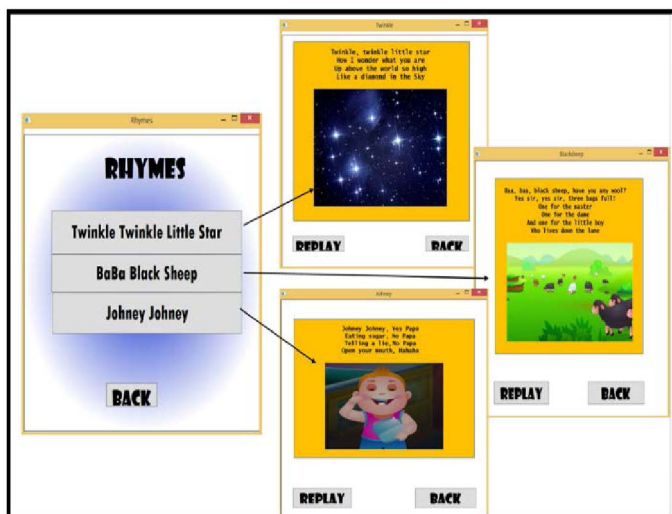 Rhymes
RHYMES
Twinkle Twinkle Little Star
BaBa Black Sheep
Johney Johney
BACK
Twinkle
Twinkle, twinkle little star
How I wonder what you are
Up above the world so high
Like a diamond in the Sky
REPLAY
BACK
Blacksheep
Baa, baa, black sheep, have you any wool?
Yes sir, yes sir, three bags full!
One for the master
One for the dame
And one for the little boy
Who lives down the lane
REPLAY
BACK
Johney
Johney Johney, Yes Papa
Eating sugar, No Papa
Telling a lie,No Papa
Open your mouth, Hahaha
REPLAY
BACK